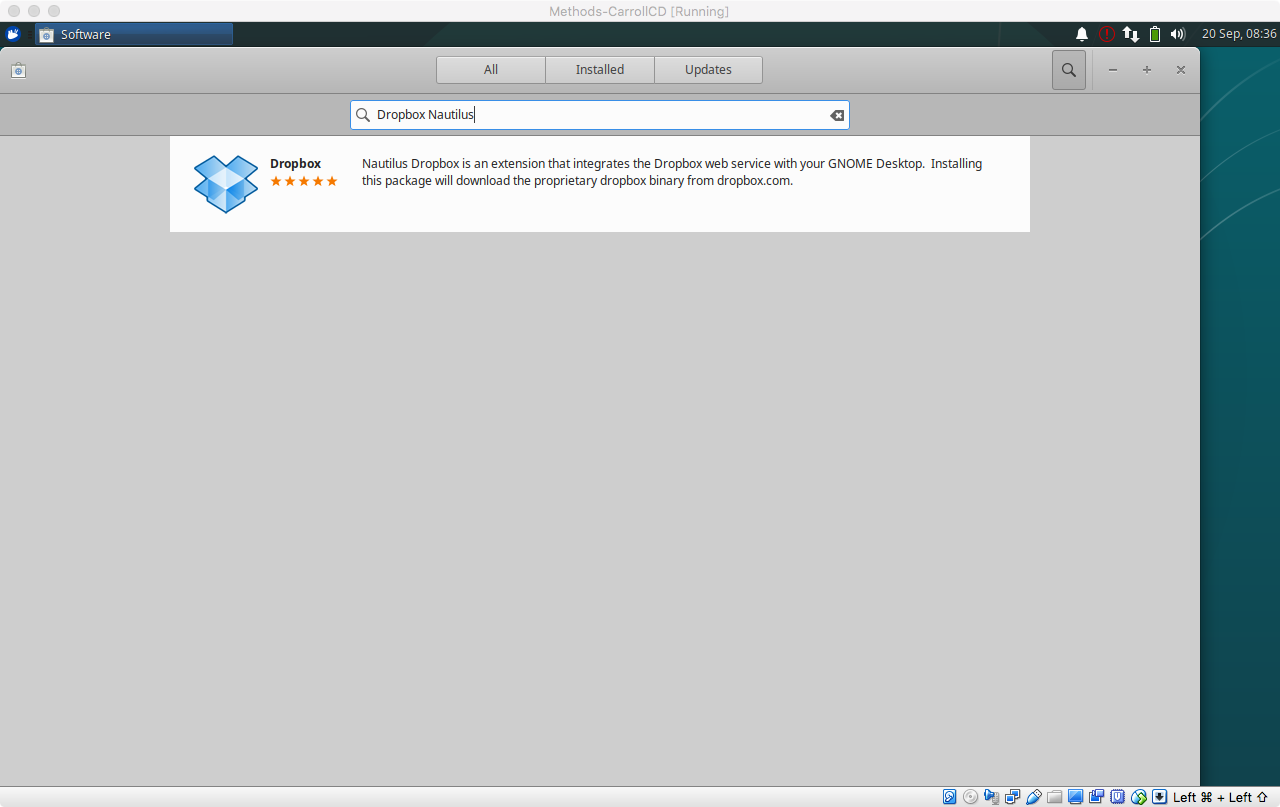 Methods-CarrollCD [Running]
Software
20 Sep, 08:36
All
Installed
Updates
Dropbox Nautilus
Dropbox
Nautilus Dropbox is an extension that integrates the Dropbox web service with your GNOME Desktop.  Installing
this package will download the proprietary dropbox binary from dropbox.com.
Left ⌘ + Left ⇧